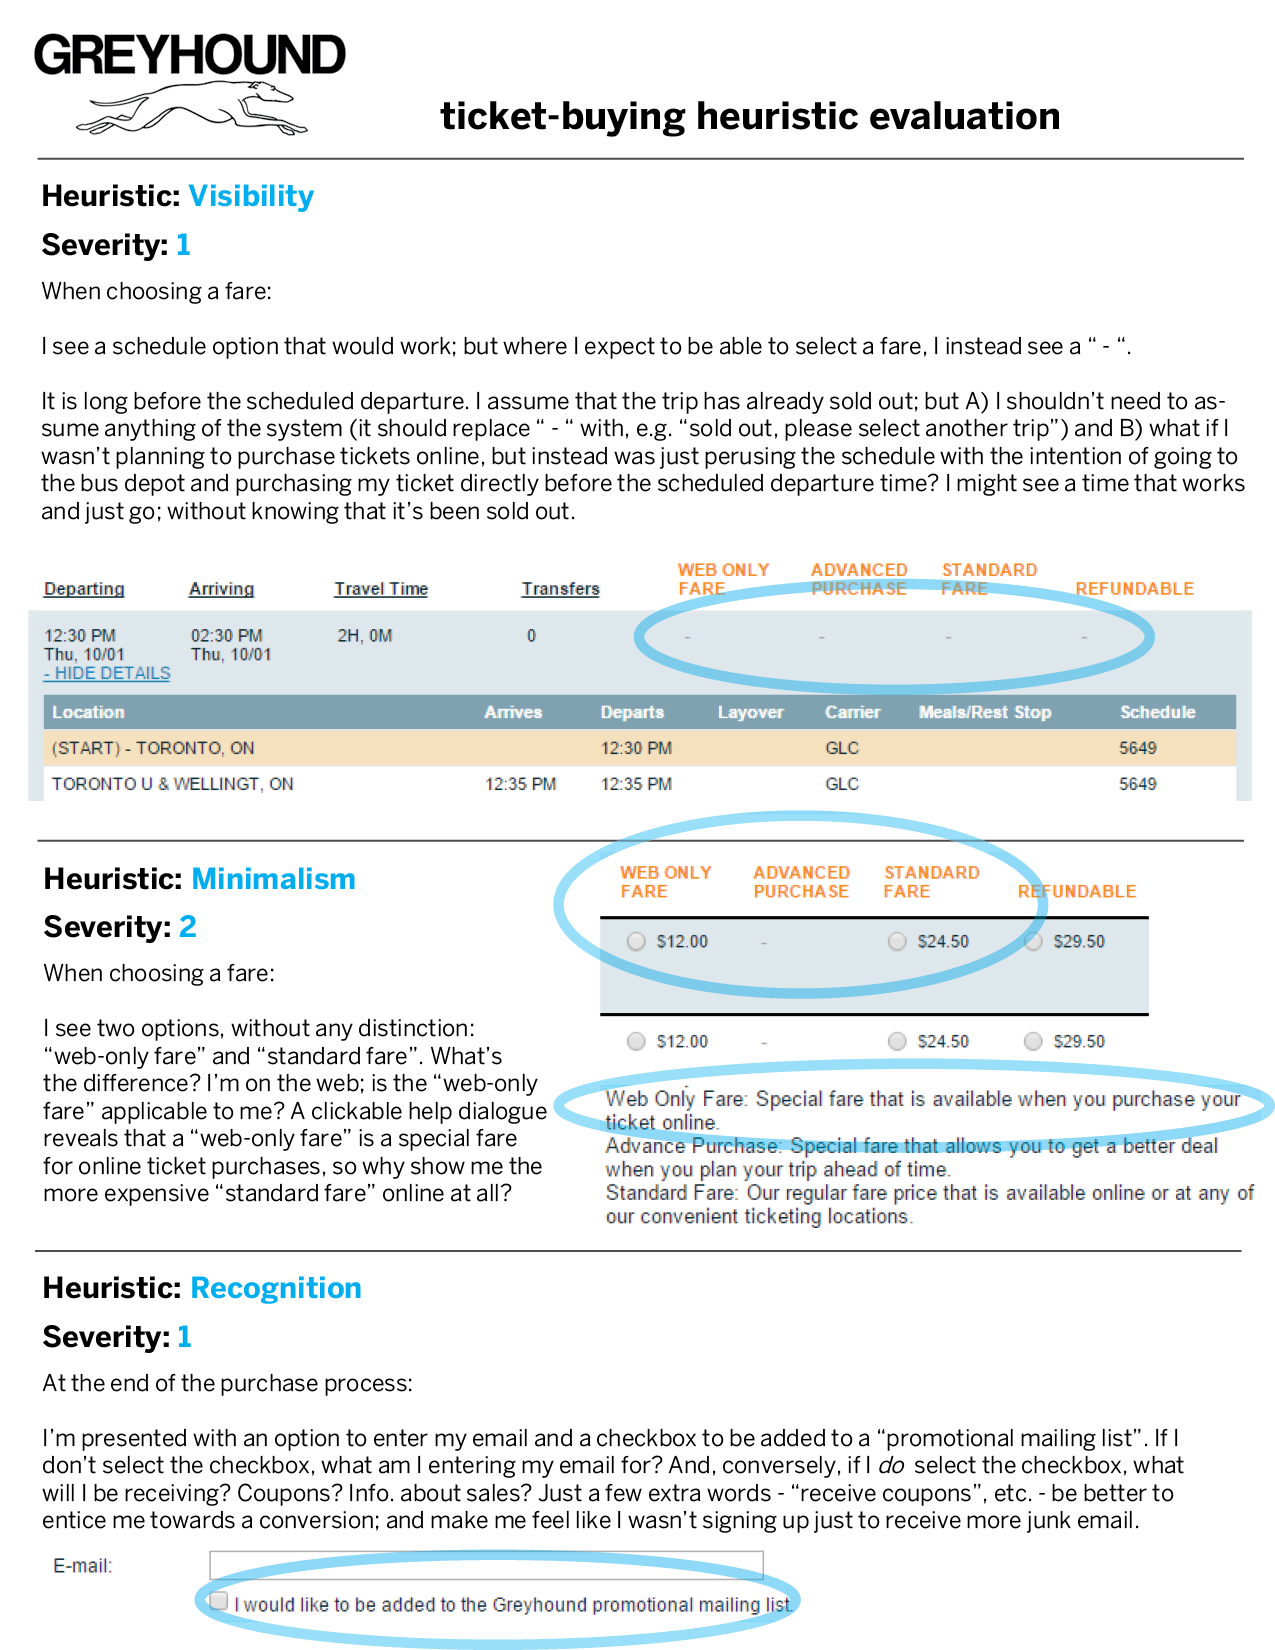 GREYHOUND
ticket-buying heuristic evaluation
Heuristic: Visibility
Severity: 1
When choosing a fare:
I see a schedule option that would work; but where I expect to be able to select a fare, I instead see a “ - “.
It is long before the scheduled departure. I assume that the trip has already sold out; but A) I shouldn’t need to as-
sume anything of the system (it should replace “ - “ with, e.g. “sold out, please select another trip”) and B) what if I
wasn’t planning to purchase tickets online, but instead was just perusing the schedule with the intention of going to
the bus depot and purchasing my ticket directly before the scheduled departure time? I might see a time that works
and just go; without knowing that it’s been sold out.
WEB ONLY ADVANCED STANDARD
Departing Arriving Travel Time Transfers FARE PURCHASE FARE REFUNDABLE
12:30 PM 02:30 PM 2H, 0M 0 - - - -
Thu, 10/01 Thu, 10/01
- HIDE DETAILS
Location Arrives Departs Layover Carrier Meals/Rest Stop Schedule
(START) - TORONTO, ON 12:30 PM GLC 5649
TORONTO U & WELLINGT, ON 12:35 PM 12:35 PM GLC 5649
Heuristic: Minimalism
Severity: 2
When choosing a fare:
I see two options, without any distinction:
“web-only fare” and “standard fare”. What’s
the difference? I’m on the web; is the “web-only
fare” applicable to me? A clickable help dialogue
reveals that a “web-only fare” is a special fare
for online ticket purchases, so why show me the
more expensive “standard fare” online at all?
WEB ONLY ADVANCED STANDARD
FARE PURCHASE FARE REFUNDABLE
$12.00 - $24.50 $29.50
$12.00 - $24.50 $29.50
Web Only Fare: Special fare that is available when you purchase your
ticket online.
Advance Purchase: Special fare that allows you to get a better deal
when you plan your trip ahead of time.
Standard Fare: Our regular fare price that is available online or at any of
our convenient ticketing locations.
Heuristic: Recognition
Severity: 1
At the end of the purchase process:
I’m presented with an option to enter my email and a checkbox to be added to a “promotional mailing list”. If I
don’t select the checkbox, what am I entering my email for? And, conversely, if I do select the checkbox, what
will I be receiving? Coupons? Info. about sales? Just a few extra words - “receive coupons”, etc. - be better to
entice me towards a conversion; and make me feel like I wasn’t signing up just to receive more junk email.
E-mail:
I would like to be added to the Greyhound promotional mailing list.